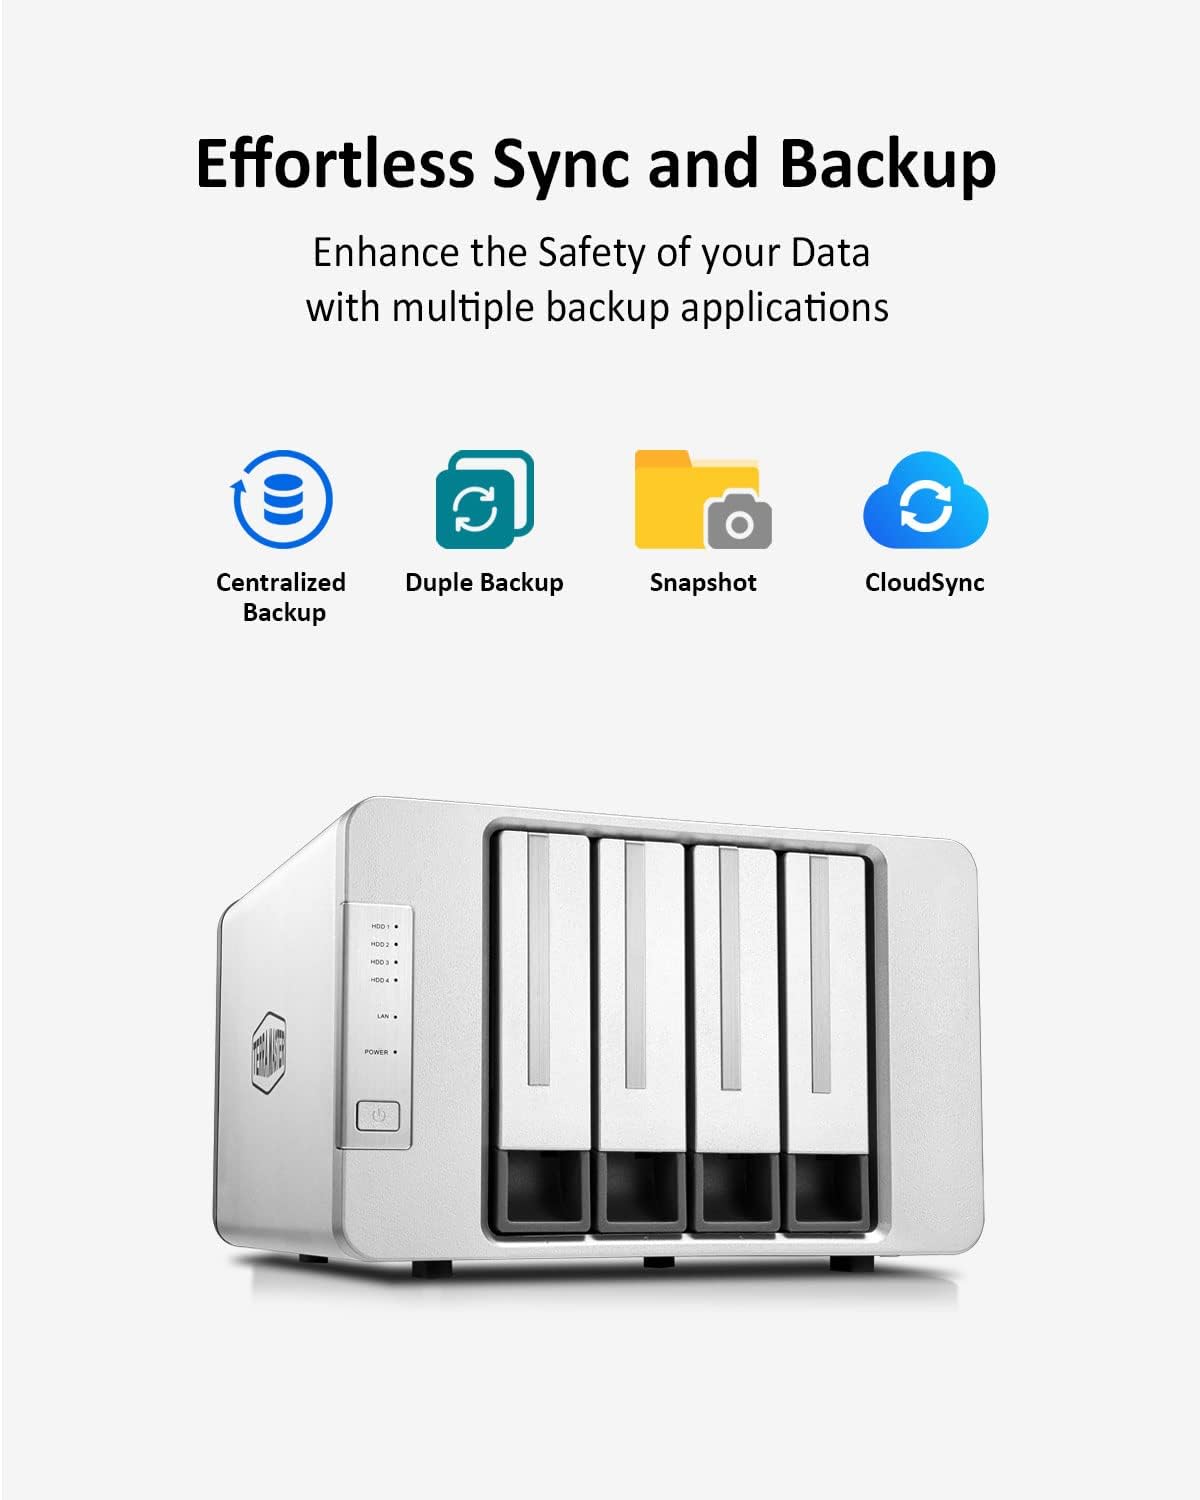 Effortless Sync and Backup
Enhance the Safety of your Data
with multiple backup applications
Centralized
Backup
Duple Backup
Snapshot
CloudSync
HDD 1
HDD 2
HDD 3
HDD 4
LAN
POWER
TERRAMASTER